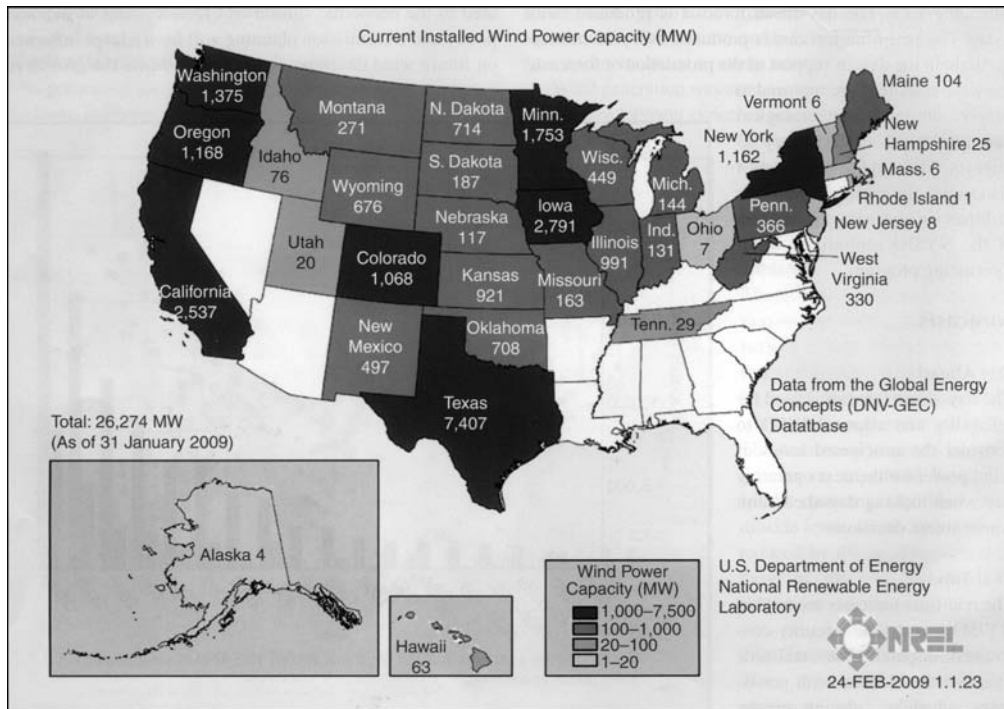 Current Installed Wind Power Capacity (MW)
Washington
1,375
Oregon
1,168
California
2,537
Idaho
76
Montana
271
Wyoming
676
Utah
20
Colorado
1,068
New
Mexico
497
N. Dakota
714
S. Dakota
187
Nebraska
117
Kansas
921
Oklahoma
708
Texas
7,407
Minn.
1,753
Iowa
2,791
Missouri
163
Wisc.
449
Illinois
991
Mich.
144
Ind.
131
Ohio
7
Tenn. 29
Penn.
366
New York
1,162
Vermont 6
Maine 104
New
Hampshire 25
Mass. 6
Rhode Island 1
New Jersey 8
West
Virginia
330
Data from the Global Energy
Concepts (DNV-GEC)
Database
Total: 26,274 MW
(As of 31 January 2009)
Alaska 4
Hawaii
63
Wind Power
Capacity (MW)
1,000–7,500
100–1,000
20–100
1–20
U.S. Department of Energy
National Renewable Energy
Laboratory
NREL
24-FEB-2009 1.1.23